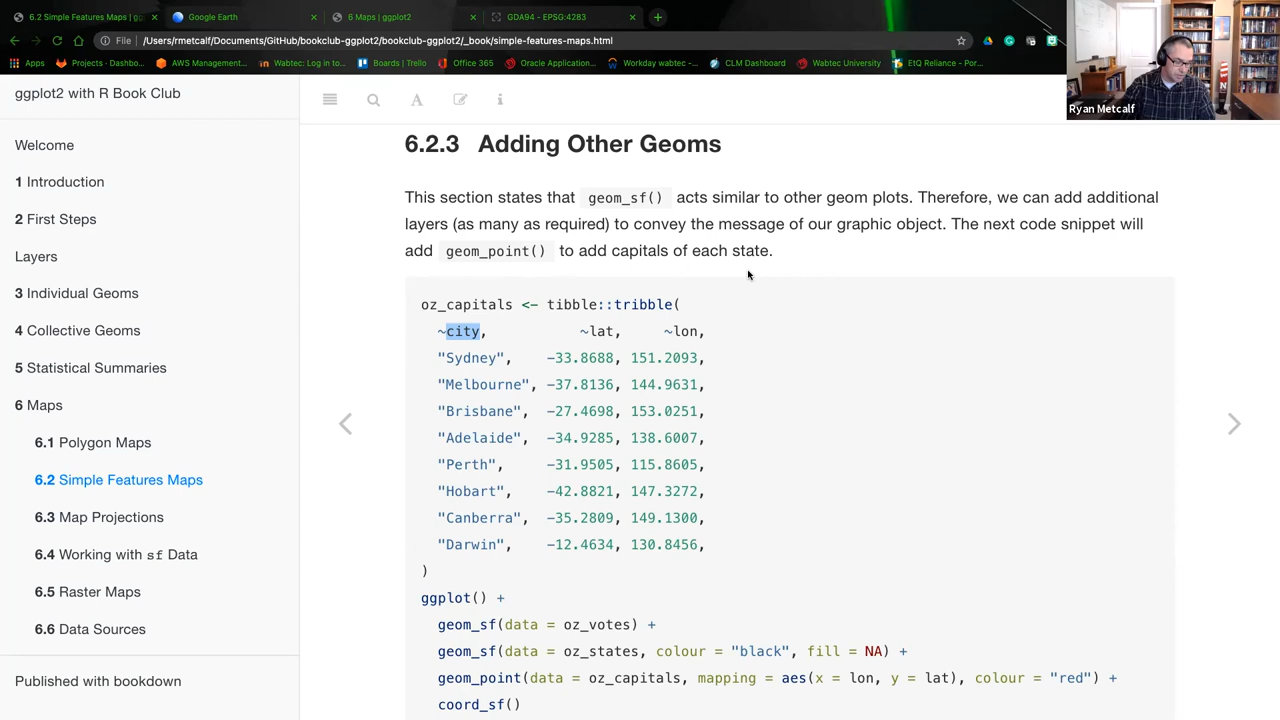 6.2 Simple Features Maps | gg
Google Earth
6 Maps | ggplot2
GDA94 - EPSG:4283
File | /Users/rmetcalf/Documents/GitHub/bookclub-ggplot2/bookclub-ggplot2/_book/simple-features-maps.html
Apps Projects · Dashbo... AWS Management... Wabtec: Log in to... Boards | Trello Office 365 Oracle Application... Workday wabtec -... CLM Dashboard Wabtec University EtQ Reliance - Por...
Ryan Metcalf
ggplot2 with R Book Club
Welcome
1 Introduction
2 First Steps
Layers
3 Individual Geoms
4 Collective Geoms
5 Statistical Summaries
6 Maps
6.1 Polygon Maps
6.2 Simple Features Maps
6.3 Map Projections
6.4 Working with sf Data
6.5 Raster Maps
6.6 Data Sources
Published with bookdown
6.2.3 Adding Other Geoms
This section states that geom_sf() acts similar to other geom plots. Therefore, we can add additional
layers (as many as required) to convey the message of our graphic object. The next code snippet will
add geom_point() to add capitals of each state.
oz_capitals <- tibble::tribble(
~city, ~lat, ~lon,
"Sydney", -33.8688, 151.2093,
"Melbourne", -37.8136, 144.9631,
"Brisbane", -27.4698, 153.0251,
"Adelaide", -34.9285, 138.6007,
"Perth", -31.9505, 115.8605,
"Hobart", -42.8821, 147.3272,
"Canberra", -35.2809, 149.1300,
"Darwin", -12.4634, 130.8456,
)
ggplot() +
geom_sf(data = oz_votes) +
geom_sf(data = oz_states, colour = "black", fill = NA) +
geom_point(data = oz_capitals, mapping = aes(x = lon, y = lat), colour = "red") +
coord_sf()